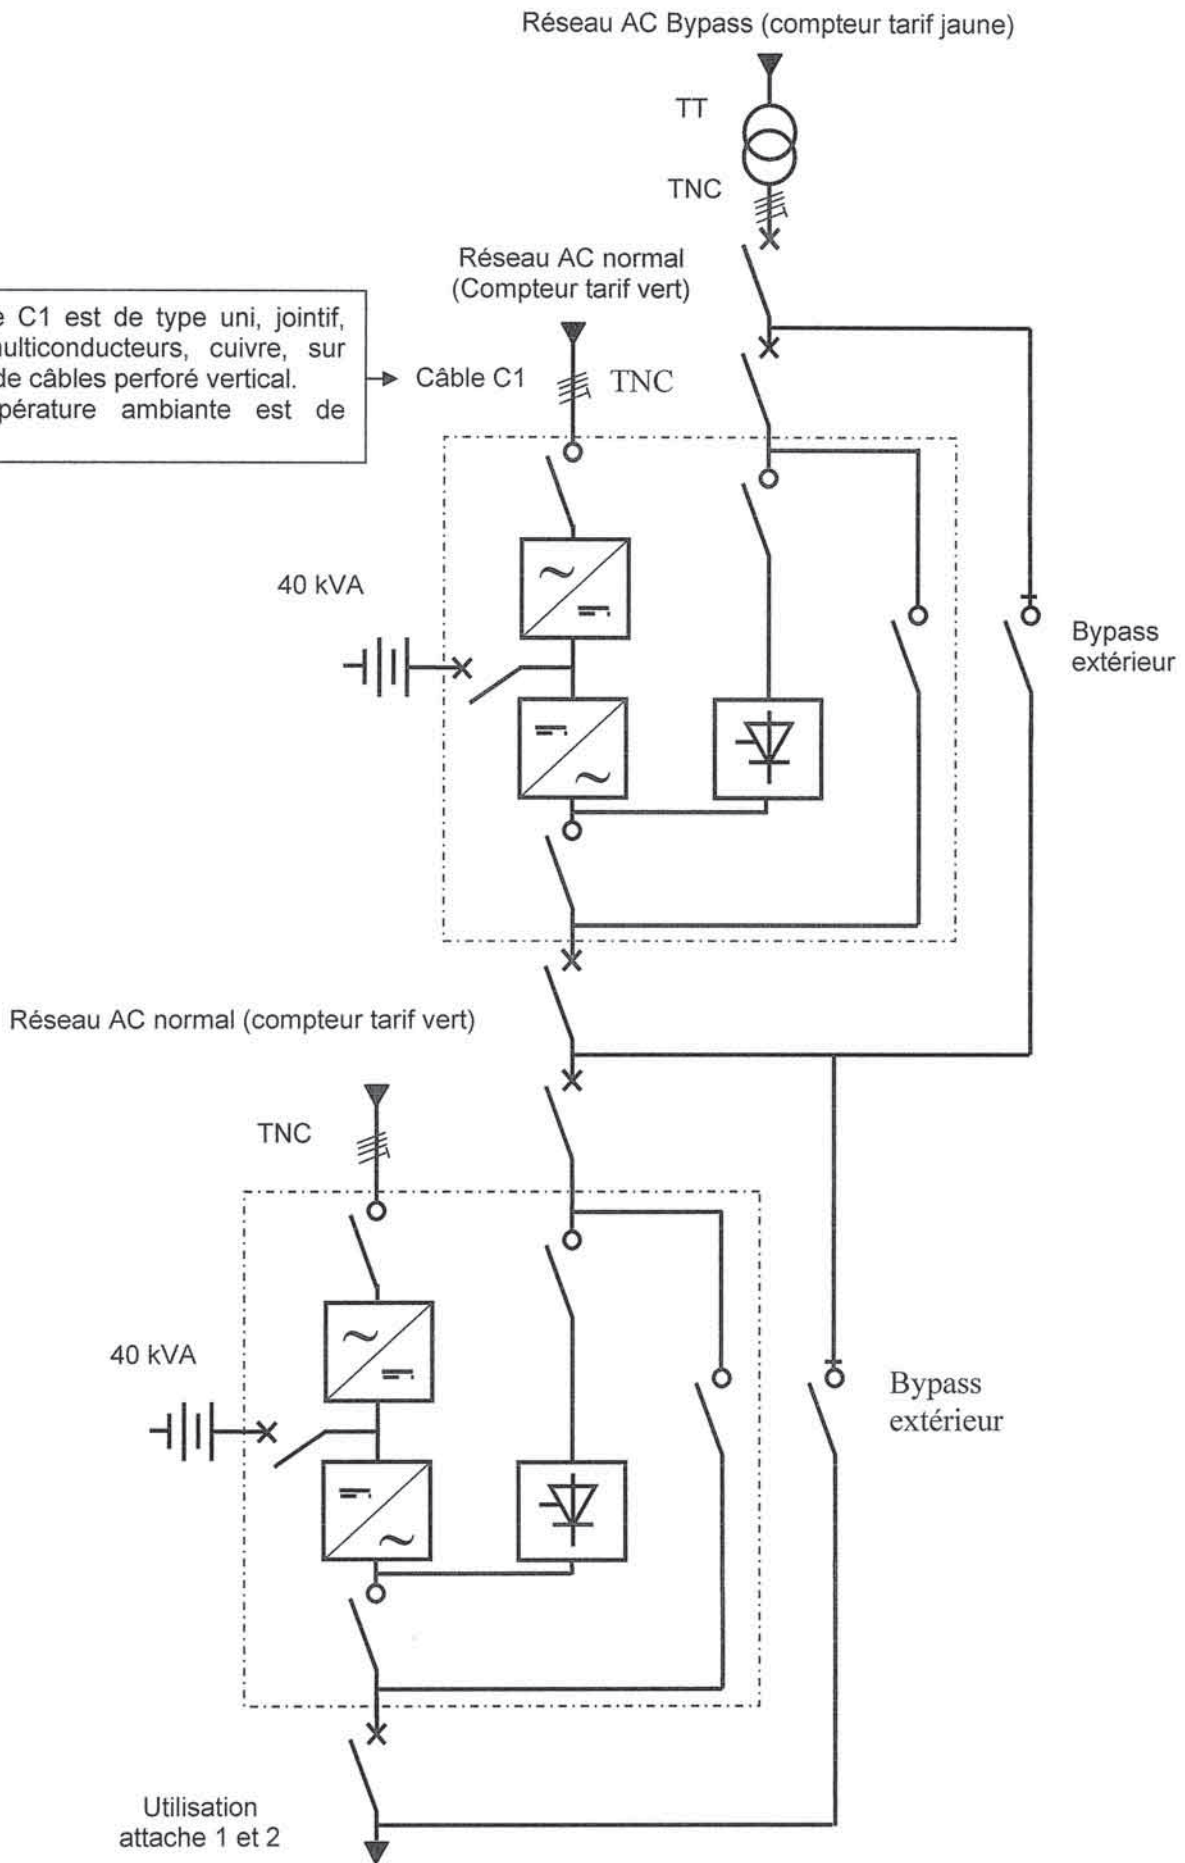 Réseau AC Bypass (compteur tarif jaune)
TT
TNC
Réseau AC normal
(Compteur tarif vert)
C1 est de type uni, jointif,
multiconducteurs, cuivre, sur
de câbles perforé vertical.
ambiante est de
Câble C1
TNC
40 kVA
Bypass
extérieur
Réseau AC normal (compteur tarif vert)
TNC
40 kVA
Bypass
extérieur
Utilisation
attache 1 et 2